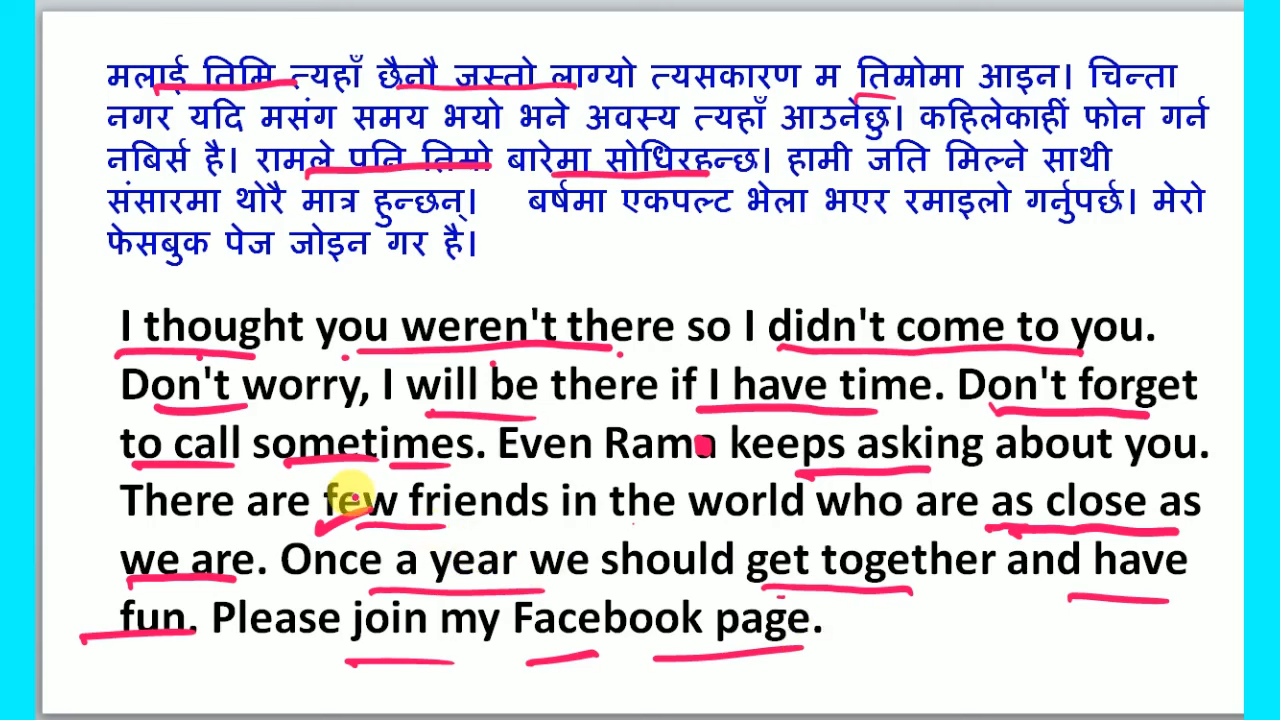 मलाई तिमि त्यहाँ छैनौ जस्तो लाग्यो त्यसकारण म तिम्रोमा आइन। चिन्ता
नगर यदि मसंग समय भयो भने अवस्य त्यहाँ आउनेछु। कहिलेकाहीं फोन गर्न
नबिर्स है। रामले पनि तिम्रो बारेमा सोधिरहन्छ। हामी जति मिल्ने साथी
संसारमा थोरै मात्र हुन्छन्। बर्षमा एकपल्ट भेला भएर रमाइलो गर्नुपर्छ। मेरो
फेसबुक पेज जोइन गर है।
I thought you weren't there so I didn't come to you.
Don't worry, I will be there if I have time. Don't forget
to call sometimes. Even Rama keeps asking about you.
There are few friends in the world who are as close as
we are. Once a year we should get together and have
fun. Please join my Facebook page.